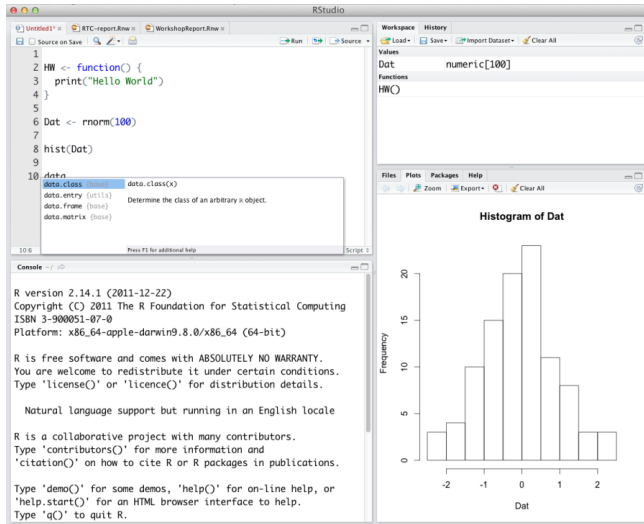 RStudio
Untitled1* × RTC-report.Rnw × WorkshopReport.Rnw ×
Source on Save Run Source
1
2 HW <- function() {
3 print("Hello World")
4 }
5
6 Dat <- rnorm(100)
7
8 hist(Dat)
9
10 data
data.class {base} data.class(x)
data.entry {utils} Determine the class of an arbitrary R object.
data.frame {base}
data.matrix {base}
10:6 Press F1 for additional help Script
Console ~/
R version 2.14.1 (2011-12-22)
Copyright (C) 2011 The R Foundation for Statistical Computing
ISBN 3-900051-07-0
Platform: x86_64-apple-darwin9.8.0/x86_64 (64-bit)
R is free software and comes with ABSOLUTELY NO WARRANTY.
You are welcome to redistribute it under certain conditions.
Type 'license()' or 'licence()' for distribution details.
Natural language support but running in an English locale
R is a collaborative project with many contributors.
Type 'contributors()' for more information and
'citation()' on how to cite R or R packages in publications.
Type 'demo()' for some demos, 'help()' for on-line help, or
'help.start()' for an HTML browser interface to help.
Type 'q()' to quit R.
Workspace History
Load Save Import Dataset Clear All
Values
Dat numeric[100]
Functions
HW()
Files Plots Packages Help
Zoom Export Clear All
Histogram of Dat
Frequency
20
15
10
5
0
-2 -1 0 1 2
Dat